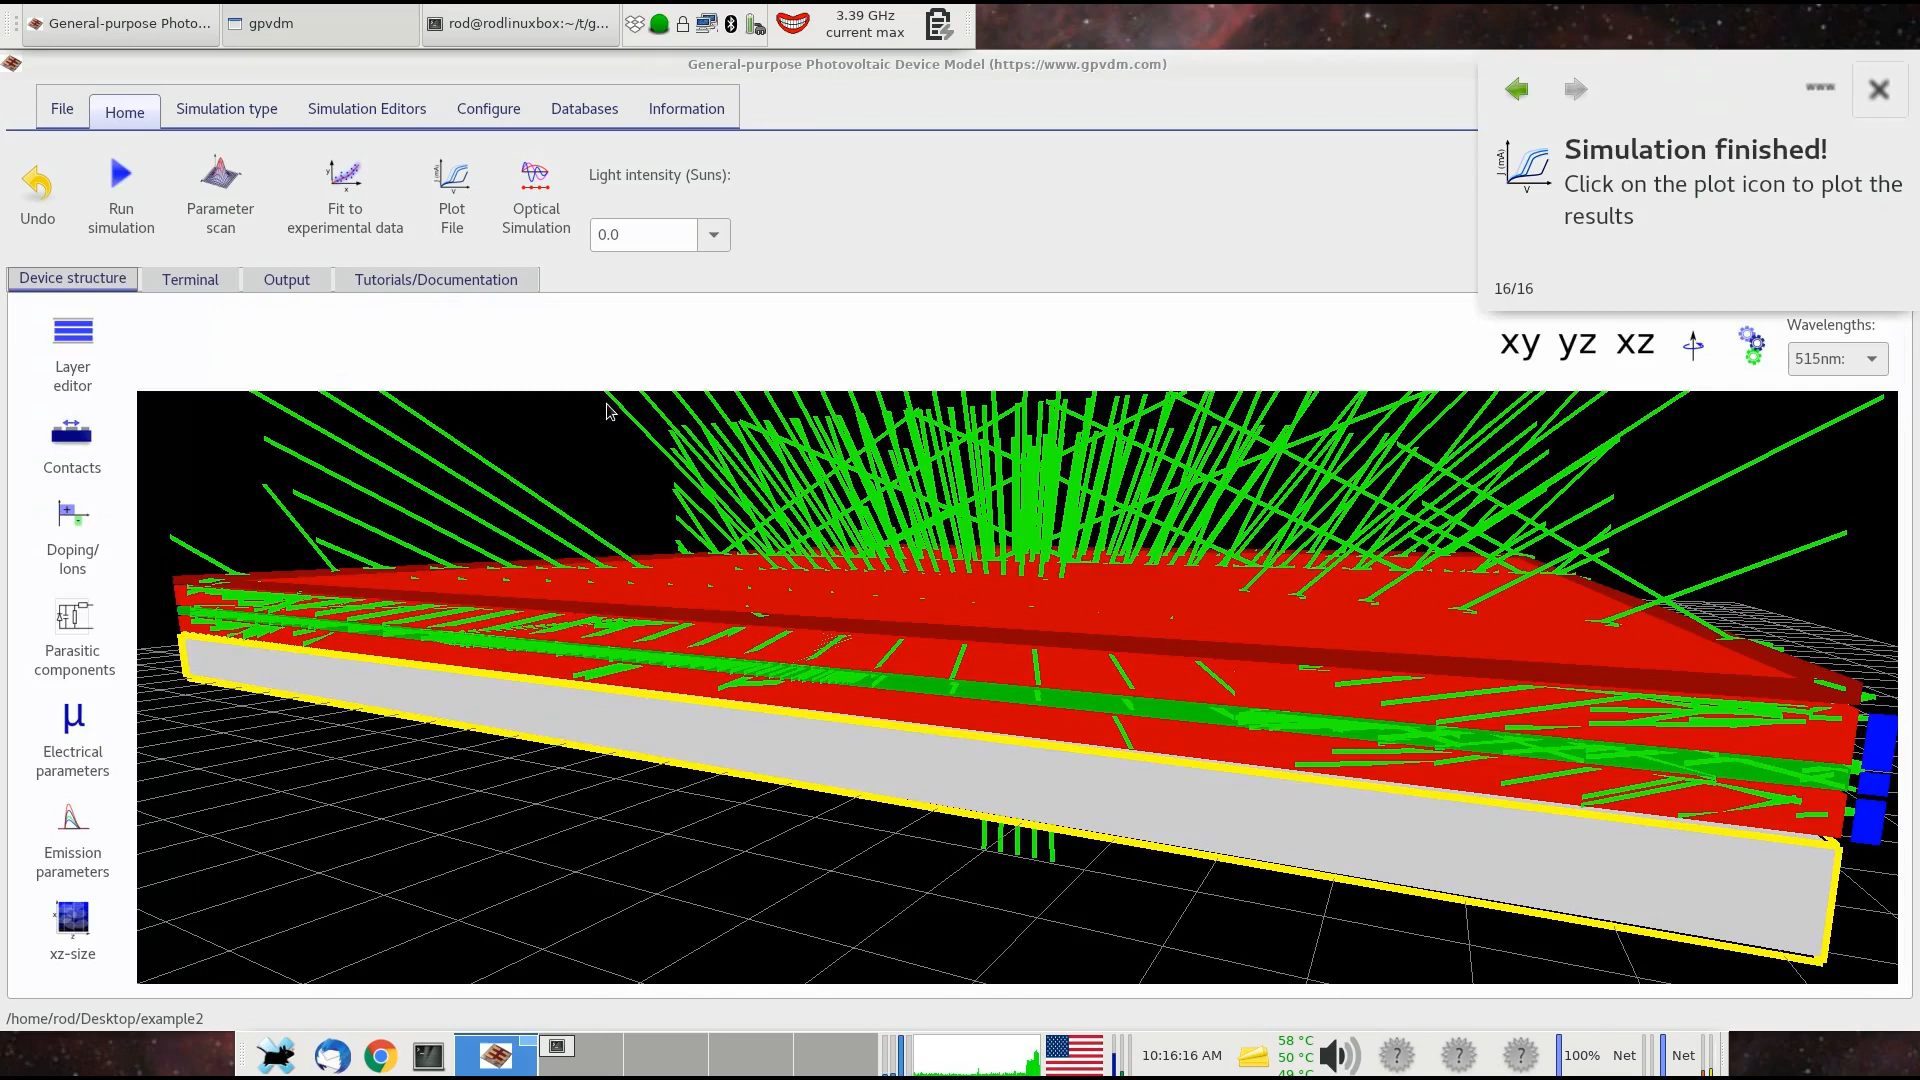 General-purpose Photo...
gpvdm
rod@rodlinuxbox:~/t/g...
3.39 GHz
current max
General-purpose Photovoltaic Device Model (https://www.gpvdm.com)
File
Home
Simulation type
Simulation Editors
Configure
Databases
Information
www
Undo
Run
simulation
Parameter
scan
Fit to
experimental data
Plot
File
Optical
Simulation
Light intensity (Suns):
0.0
Simulation finished!
Click on the plot icon to plot the
results
16/16
Device structure
Terminal
Output
Tutorials/Documentation
xy yz xz
Wavelengths:
515nm:
Layer
editor
Contacts
Doping/
Ions
Parasitic
components
μ
Electrical
parameters
Emission
parameters
xz-size
/home/rod/Desktop/example2
10:16:16 AM
58 °C
50 °C
49 °C
100%
Net
Net